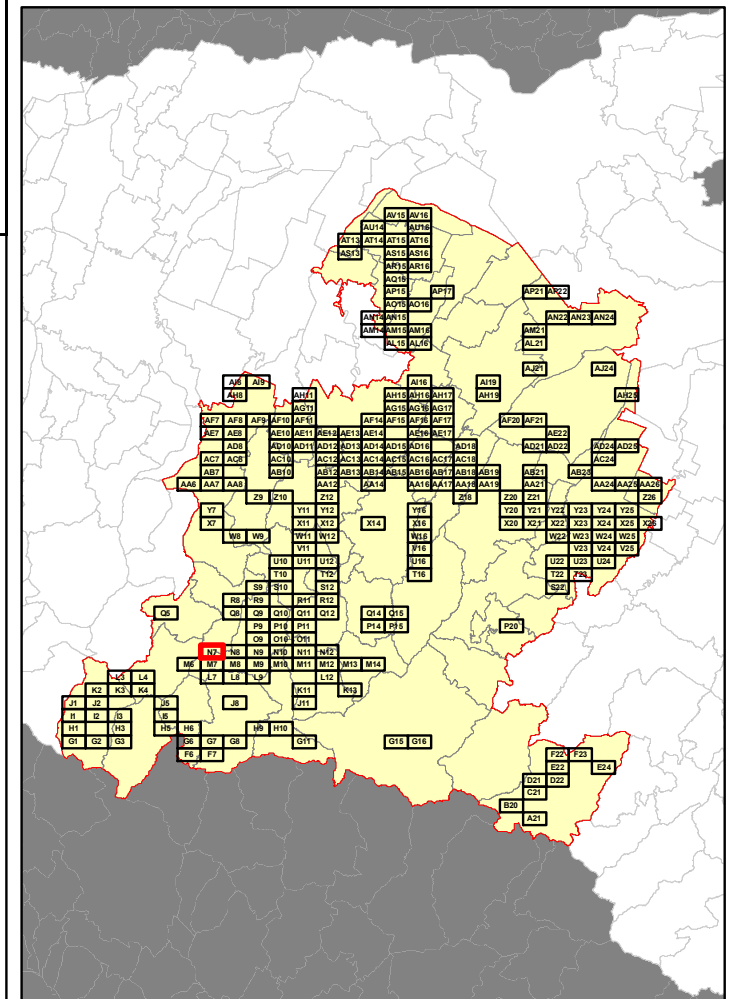 AV15 AV16
AU14 AU16
AT13 AT14 AT15 AT16
AS13 AS15 AS16
AR15 AR16
AQ15
AP15 AP17 AP21 AP22
AO15 AO16
AN14 AN15 AN22 AN23 AN24
AM14 AM15 AM16 AM21
AL15 AL16 AL21
AJ21 AJ24
AI8 AI9 AI16 AI19
AH8 AH11 AH15 AH16 AH17 AH19 AH25
AG11 AG15 AG16 AG17
AF7 AF8 AF9 AF10 AF11 AF14 AF15 AF16 AF17 AF20 AF21
AE7 AE8 AE10 AE11 AE12 AE13 AE14 AE16 AE17 AE22
AD8 AD10 AD11 AD12 AD13 AD14 AD15 AD16 AD18 AD21 AD22 AD24 AD25
AC7 AC8 AC10 AC12 AC13 AC14 AC15 AC16 AC17 AC18 AC24
AB7 AB10 AB12 AB13 AB14 AB15 AB16 AB17 AB18 AB19 AB21 AB23
AA6 AA7 AA8 AA12 AA14 AA16 AA17 AA18 AA19 AA21 AA24 AA25 AA26
Z9 Z10 Z12 Z18 Z20 Z21 Z26
Y7 Y11 Y12 Y16 Y20 Y21 Y22 Y23 Y24 Y25
X7 X11 X12 X14 X16 X20 X21 X22 X23 X24 X25 X26
W8 W9 W11 W12 W16 W22 W23 W24 W25
V11 V16 V23 V24 V25
U10 U11 U12 U16 U22 U23 U24
T10 T12 T16 T22 T23
S9 S10 S12 S22
R8 R9 R11 R12
Q5 Q8 Q9 Q10 Q11 Q12 Q14 Q15
P9 P10 P11 P14 P15 P20
O9 O10 O11
N7 N8 N9 N10 N11 N12
M6 M7 M8 M9 M10 M11 M12 M13 M14
L3 L4 L7 L8 L9 L12
K2 K3 K4 K11 K13
J1 J2 J5 J8 J11
I1 I2 I3 I5
H1 H3 H5 H6 H9 H10
G1 G2 G3 G6 G7 G8 G11 G15 G16
F6 F7 F22 F23
E22 E24
D21 D22
C21
B20
A21